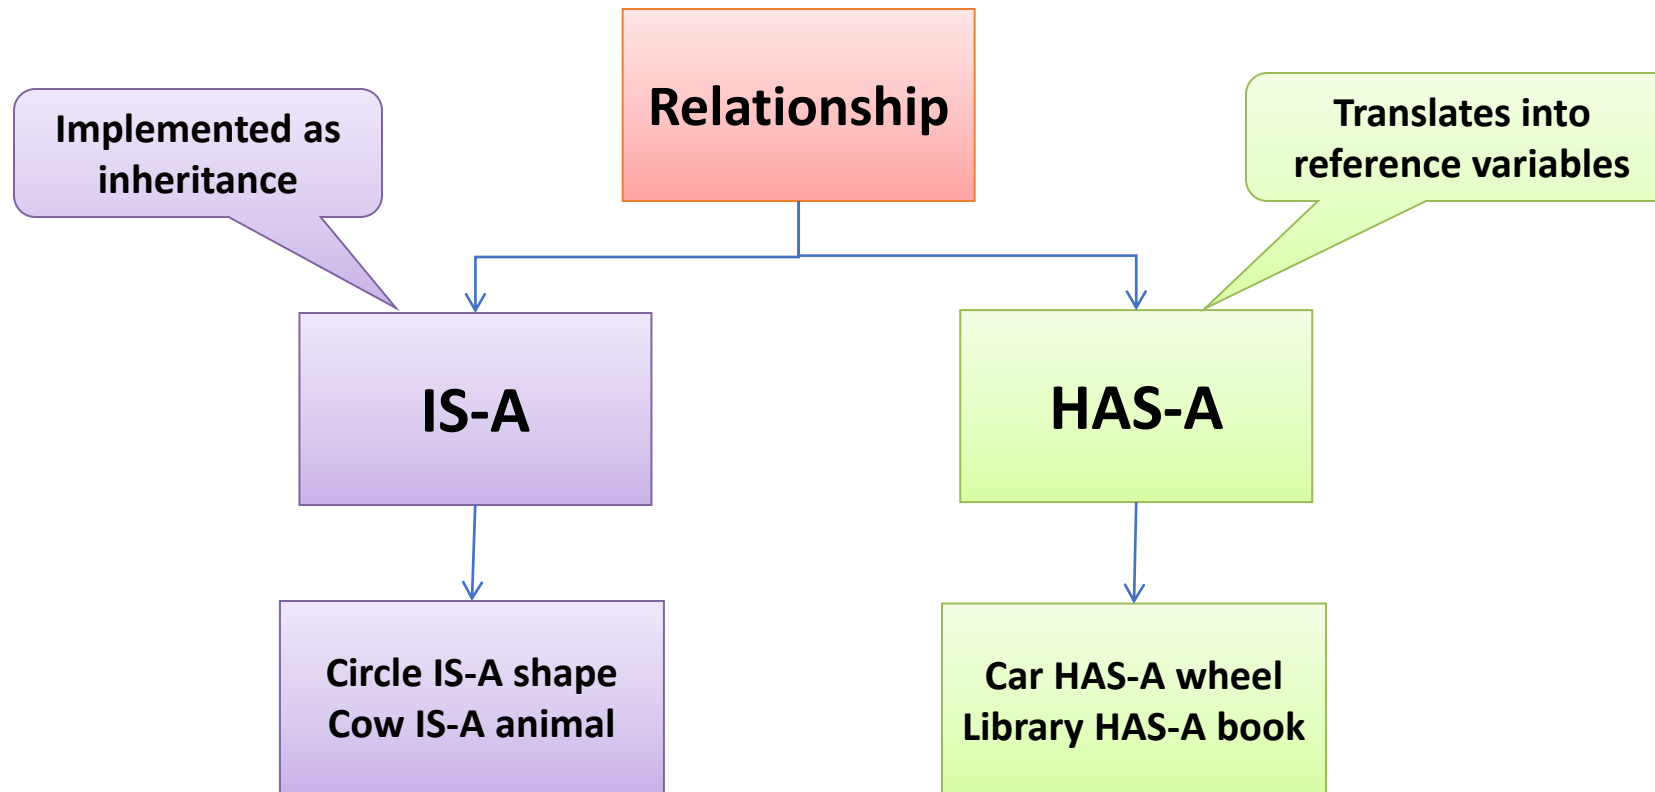 Relationship
Implemented as
inheritance
Translates into
reference variables
IS-A
HAS-A
Circle IS-A shape
Cow IS-A animal
Car HAS-A wheel
Library HAS-A book